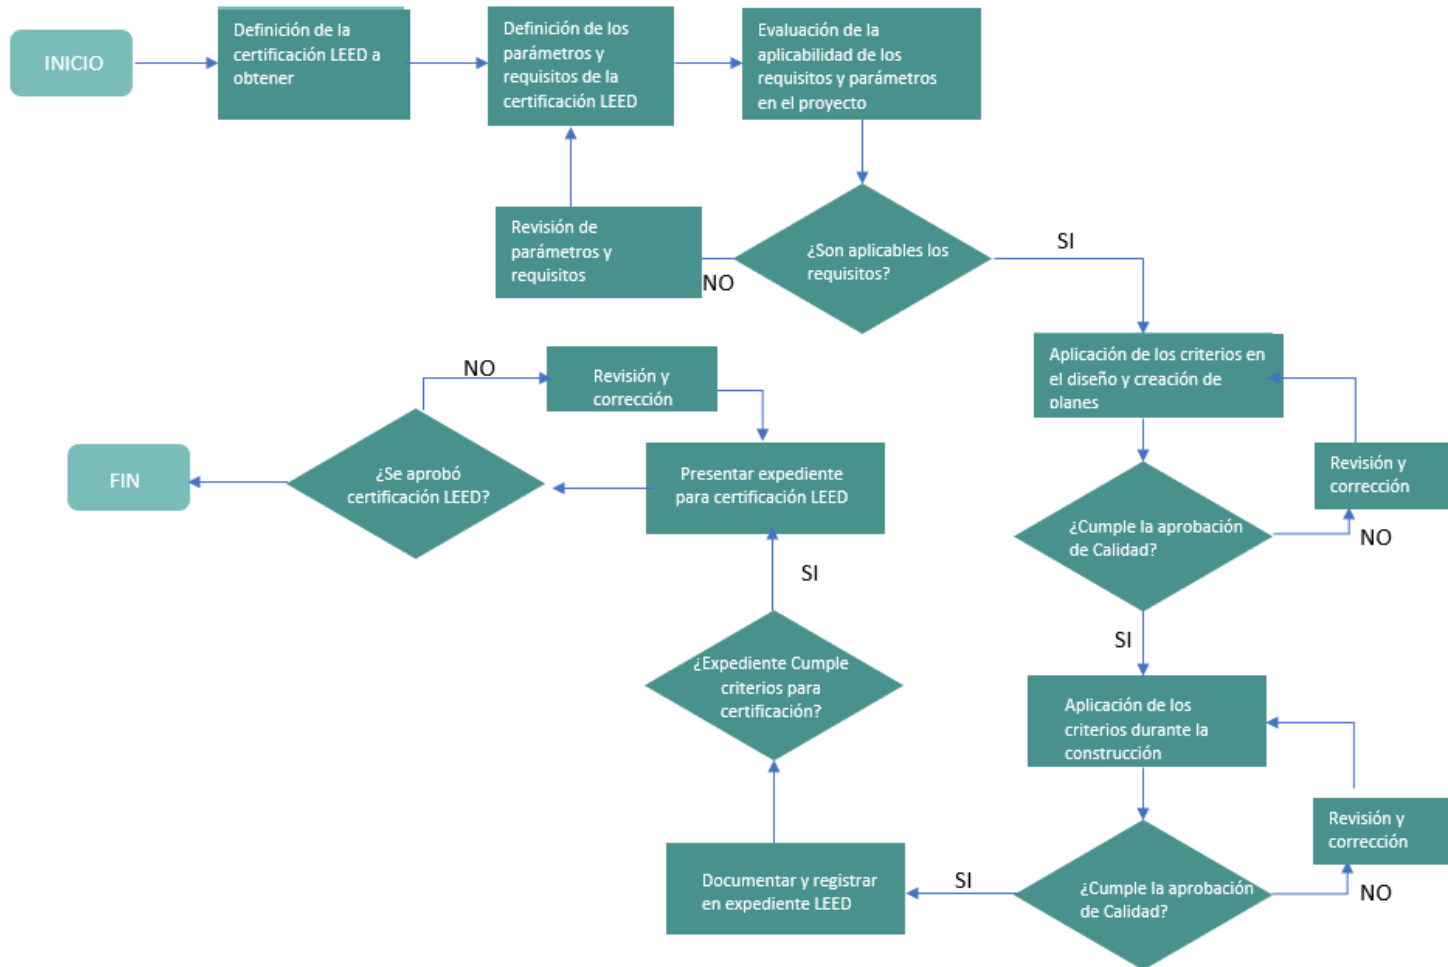 INICIO
Definición de la
certificación LEED a
obtener
Definición de los
parámetros y
requisitos de la
certificación LEED
Evaluación de la
aplicabilidad de los
requisitos y parámetros
en el proyecto
¿Son aplicables los
requisitos?
NO
Revisión de
parámetros y
requisitos
SI
Aplicación de los criterios en
el diseño y creación de
planes
¿Cumple la aprobación
de Calidad?
NO
Revisión y
corrección
SI
Aplicación de los
criterios durante la
construcción
¿Cumple la aprobación
de Calidad?
NO
Revisión y
corrección
SI
Documentar y registrar
en expediente LEED
¿Expediente Cumple
criterios para
certificación?
SI
Presentar expediente
para certificación LEED
¿Se aprobó
certificación LEED?
NO
Revisión y
corrección
FIN